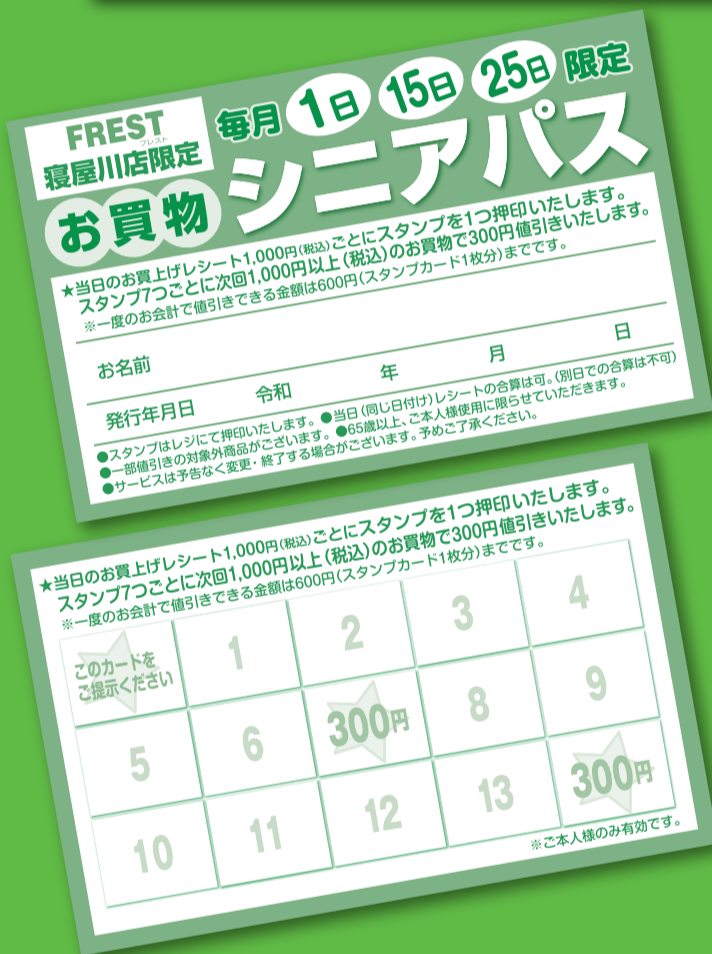 FREST
フレスト
寝屋川店限定
毎月1日15日25日限定
お買物シニアパス
★当日のお買上げレシート1,000円(税込)ごとにスタンプを1つ押印いたします。
スタンプ7つごとに次回1,000円以上(税込)のお買物で300円値引きいたします。
※一度のお会計で値引きできる金額は600円(スタンプカード1枚分)までです。
お名前
発行年月日 令和 年 月 日
●スタンプはレジにて押印いたします。●当日(同じ日付け)レシートの合算は可。(別日での合算は不可)
●一部値引きの対象外商品がございます。●65歳以上、ご本人様使用に限らせていただきます。
●サービスは予告なく変更・終了する場合がございます。予めご了承ください。
★当日のお買上げレシート1,000円(税込)ごとにスタンプを1つ押印いたします。
スタンプ7つごとに次回1,000円以上(税込)のお買物で300円値引きいたします。
※一度のお会計で値引きできる金額は600円(スタンプカード1枚分)までです。
このカードを
ご提示ください
1 2 3 4
5 6 300円 8 9
10 11 12 13 300円
※ご本人様のみ有効です。